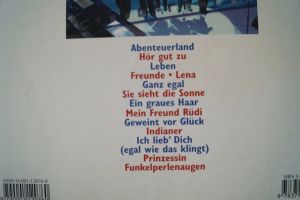 Abenteuerland
Hör gut zu
Leben
Freunde • Lena
Ganz egal
Sie sieht die Sonne
Ein graues Haar
Mein Freund Rüdi
Geweint vor Glück
Indianer
Ich lieb' Dich
(egal wie das klingt)
Prinzessin
Funkelperlenaugen